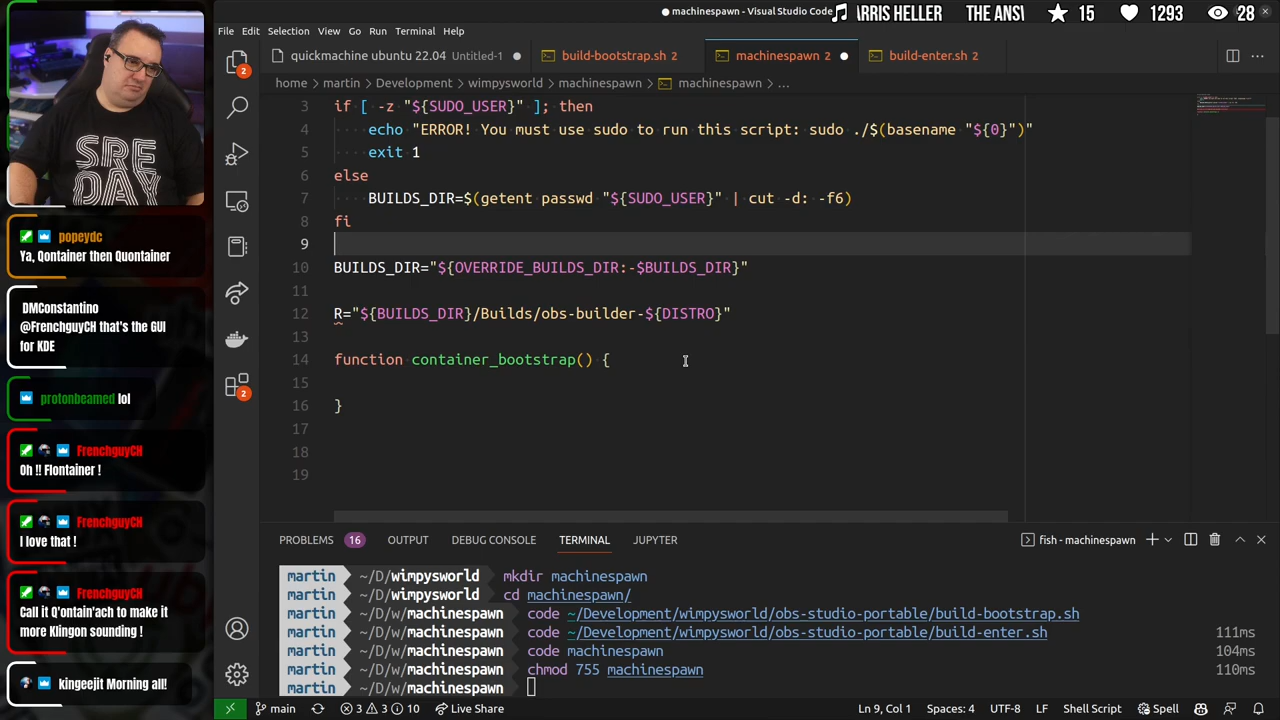 machinespawn - Visual Studio Code
ARRIS HELLER
THE ANS
15
1293
28
File Edit Selection View Go Run Terminal Help
quickmachine ubuntu 22.04 Untitled-1
build-bootstrap.sh 2
machinespawn 2
build-enter.sh 2
home > martin > Development > wimpysworld > machinespawn > machinespawn > ...
3 if [ -z "${SUDO_USER}" ]; then
4 echo "ERROR! You must use sudo to run this script: sudo ./$(basename "${0}")"
5 exit 1
6 else
7 BUILDS_DIR=$(getent passwd "${SUDO_USER}" | cut -d: -f6)
8 fi
9
10 BUILDS_DIR="${OVERRIDE_BUILDS_DIR:-$BUILDS_DIR}"
11
12 R="${BUILDS_DIR}/Builds/obs-builder-${DISTRO}"
13
14 function container_bootstrap() {
15
16 }
17
18
19
PROBLEMS 16 OUTPUT DEBUG CONSOLE TERMINAL JUPYTER
fish - machinespawn
martin ~/D/wimpysworld mkdir machinespawn
martin ~/D/wimpysworld cd machinespawn/
martin ~/D/w/machinespawn code ~/Development/wimpysworld/obs-studio-portable/build-bootstrap.sh
martin ~/D/w/machinespawn code ~/Development/wimpysworld/obs-studio-portable/build-enter.sh 111ms
martin ~/D/w/machinespawn code machinespawn 104ms
martin ~/D/w/machinespawn chmod 755 machinespawn 110ms
martin ~/D/w/machinespawn
main 3 3 10 Live Share
Ln 9, Col 1 Spaces: 4 UTF-8 LF Shell Script Spell
2
2
SRE
DAY
popeydc
Ya, Qontainer then Quontainer
DMConstantino
@FrenchguyCH that's the GUI
for KDE
protonbeamed lol
FrenchguyCH
Oh !! Flontainer !
FrenchguyCH
I love that !
FrenchguyCH
Call it Q'ontain'ach to make it
more Klingon sounding !
kingeejit Morning all!